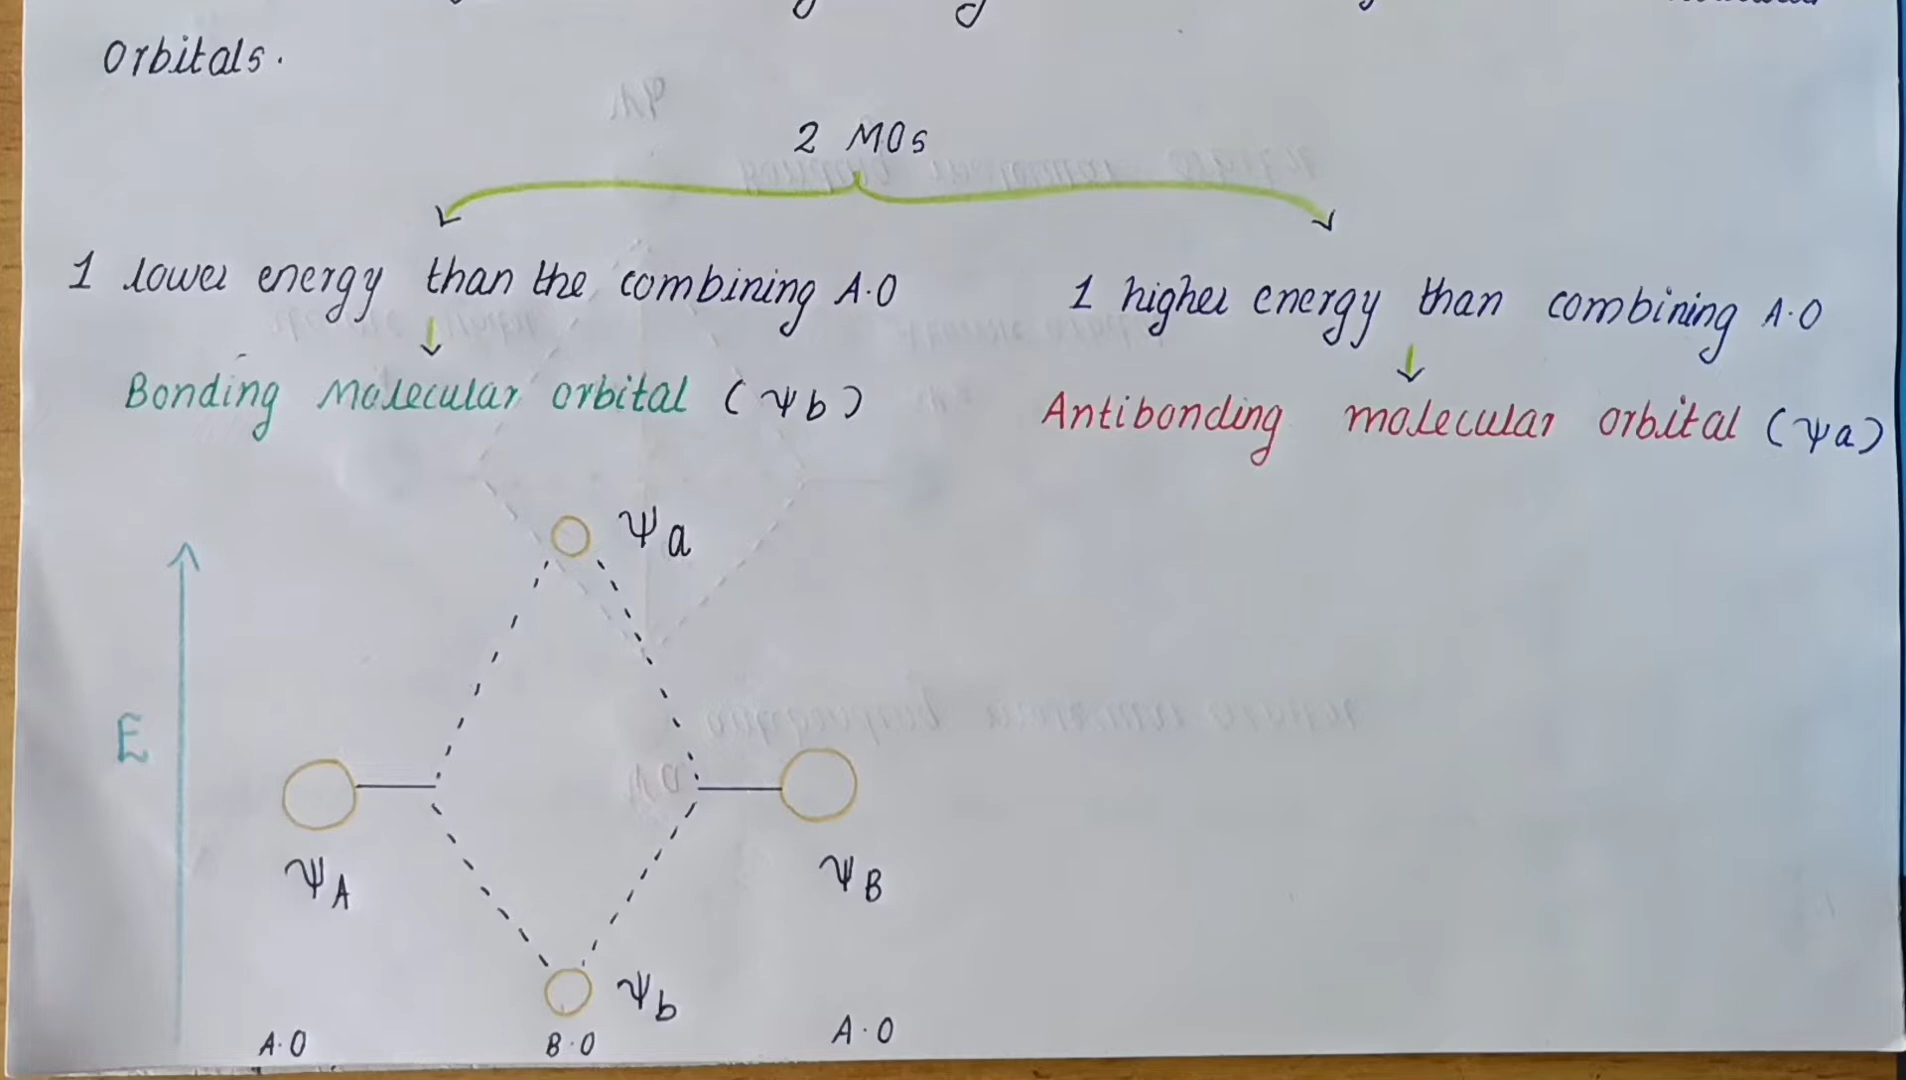 orbitals.
2 MOs
1 lower energy than the combining A.O
1 higher energy than combining A.O
Bonding Molecular orbital (ψb)
Antibonding molecular orbital (ψa)
ψa
E
ψA
ψB
ψb
A.O
B.O
A.O